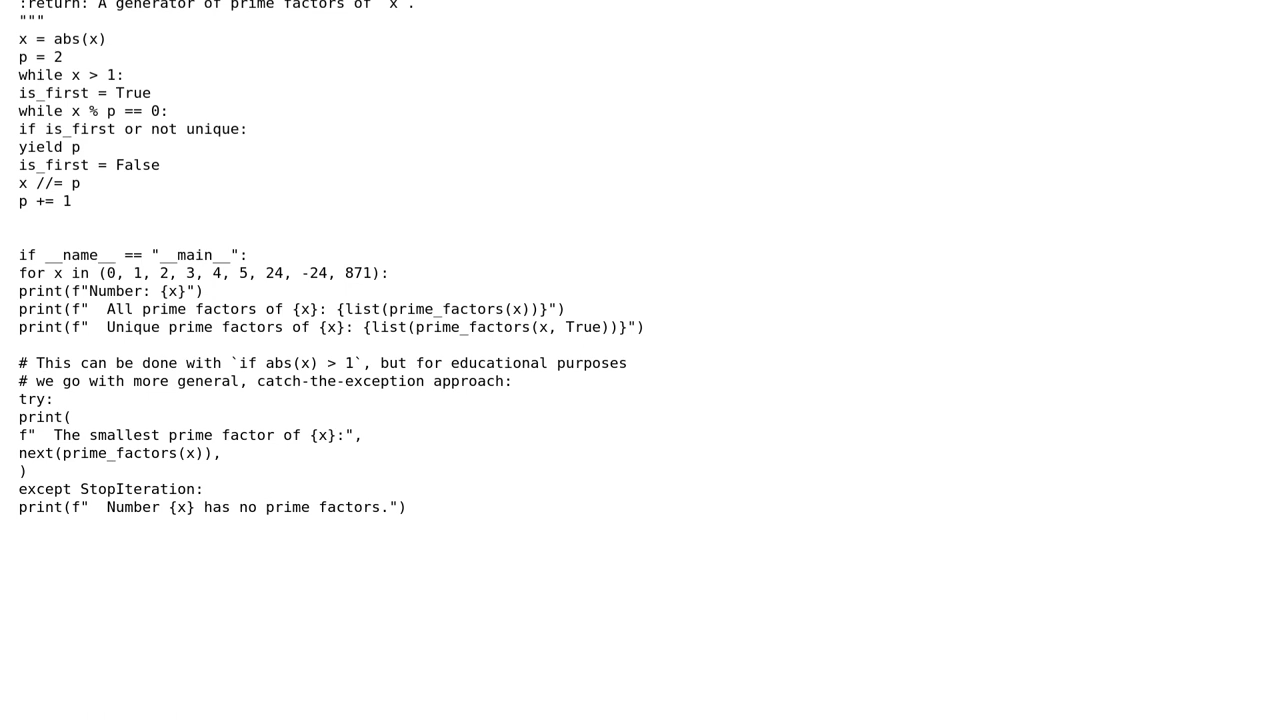 :return: A generator of prime factors of `x`.
"""
x = abs(x)
p = 2
while x > 1:
is_first = True
while x % p == 0:
if is_first or not unique:
yield p
is_first = False
x //= p
p += 1
if __name__ == "__main__":
for x in (0, 1, 2, 3, 4, 5, 24, -24, 871):
print(f"Number: {x}")
print(f"  All prime factors of {x}: {list(prime_factors(x))}")
print(f"  Unique prime factors of {x}: {list(prime_factors(x, True))}")
# This can be done with `if abs(x) > 1`, but for educational purposes
# we go with more general, catch-the-exception approach:
try:
print(
f"  The smallest prime factor of {x}:",
next(prime_factors(x)),
)
except StopIteration:
print(f"  Number {x} has no prime factors.")